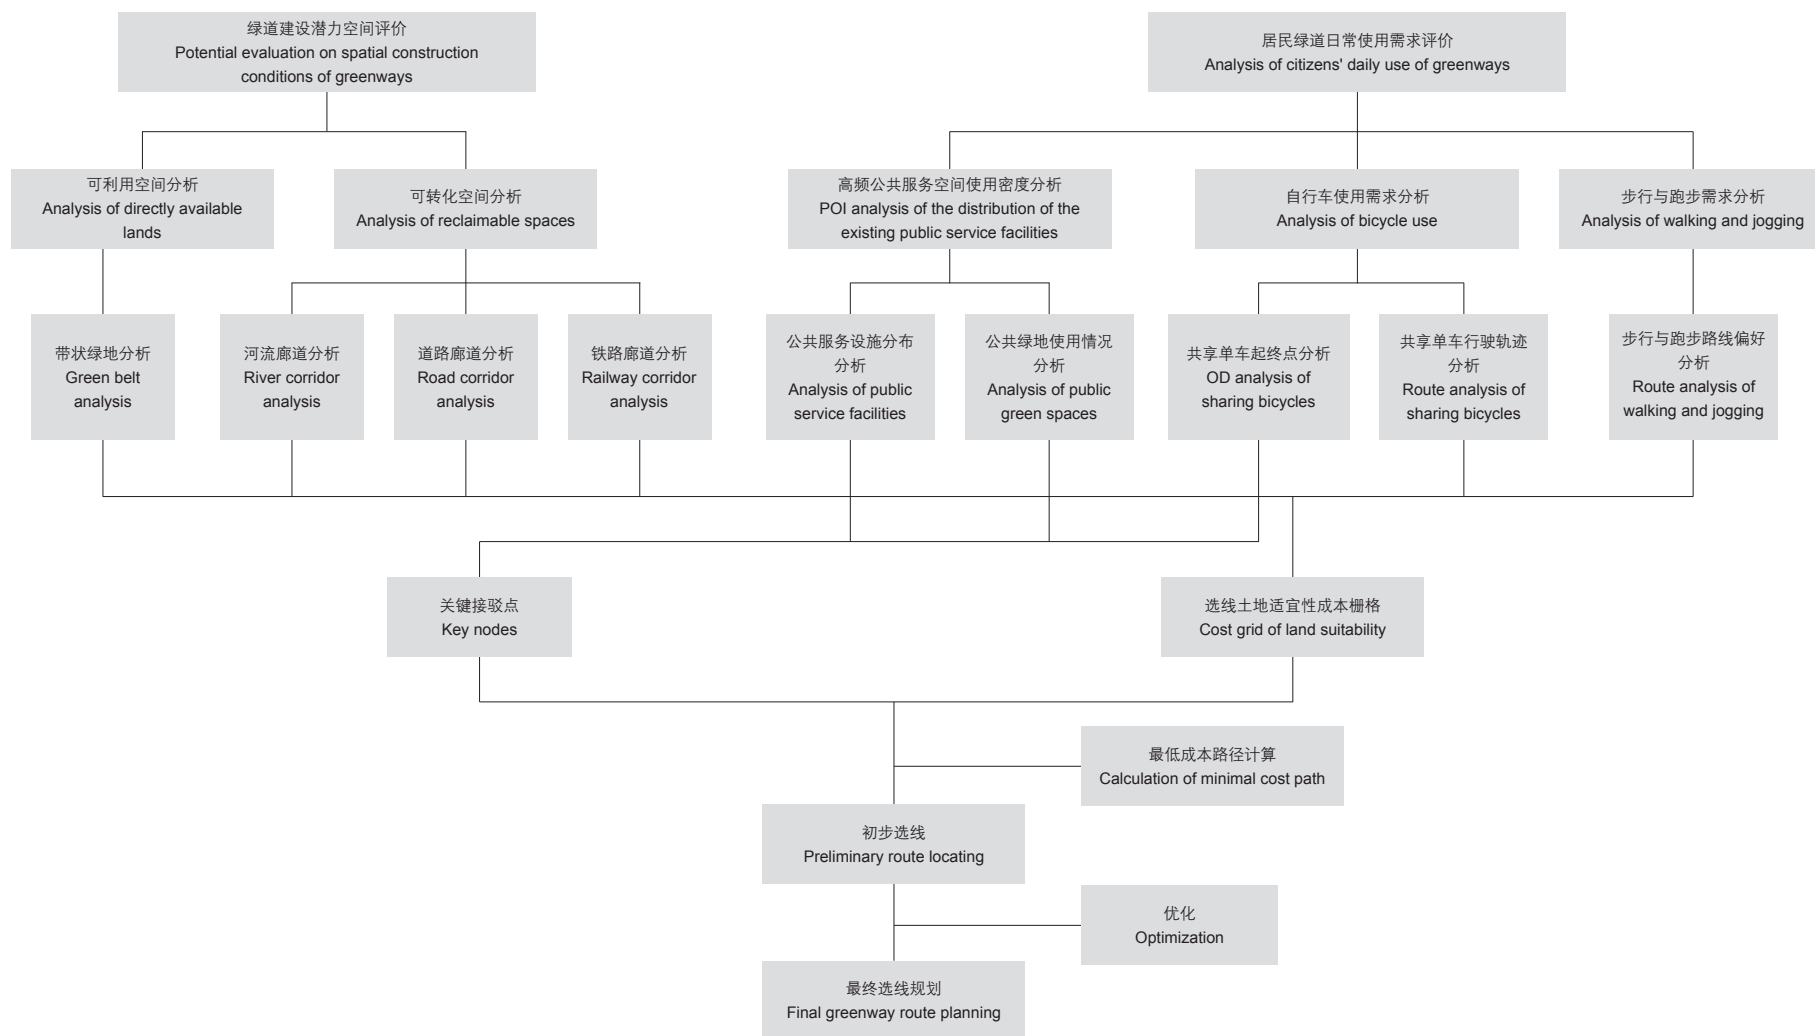 绿道建设潜力空间评价
Potential evaluation on spatial construction
conditions of greenways
居民绿道日常使用需求评价
Analysis of citizens' daily use of greenways
可利用空间分析
Analysis of directly available
lands
可转化空间分析
Analysis of reclaimable spaces
高频公共服务空间使用密度分析
POI analysis of the distribution of the
existing public service facilities
自行车使用需求分析
Analysis of bicycle use
步行与跑步需求分析
Analysis of walking and jogging
带状绿地分析
Green belt
analysis
河流廊道分析
River corridor
analysis
道路廊道分析
Road corridor
analysis
铁路廊道分析
Railway corridor
analysis
公共服务设施分布
分析
Analysis of public
service facilities
公共绿地使用情况
分析
Analysis of public
green spaces
共享单车起终点分析
OD analysis of
sharing bicycles
共享单车行驶轨迹
分析
Route analysis of
sharing bicycles
步行与跑步路线偏好
分析
Route analysis of
walking and jogging
关键接驳点
Key nodes
选线土地适宜性成本栅格
Cost grid of land suitability
最低成本路径计算
Calculation of minimal cost path
初步选线
Preliminary route locating
优化
Optimization
最终选线规划
Final greenway route planning